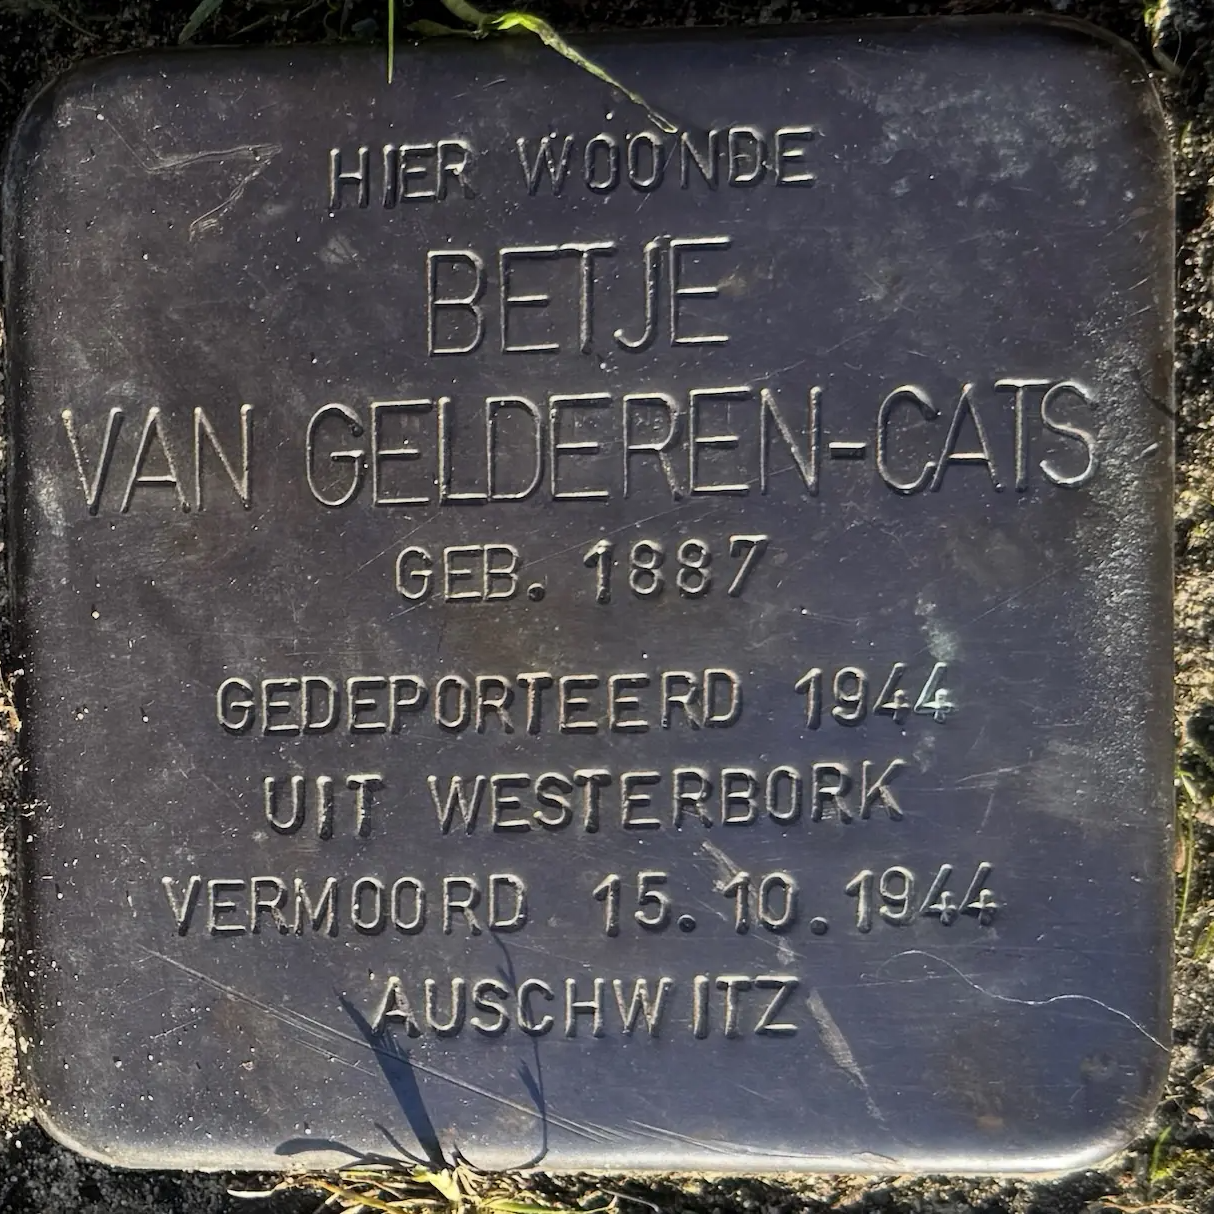 HIER WOONDE
BETJE
VAN GELDEREN-CATS
GEB. 1887
GEDEPORTEERD 1944
UIT WESTERBORK
VERMOORD 15.10.1944
AUSCHWITZ